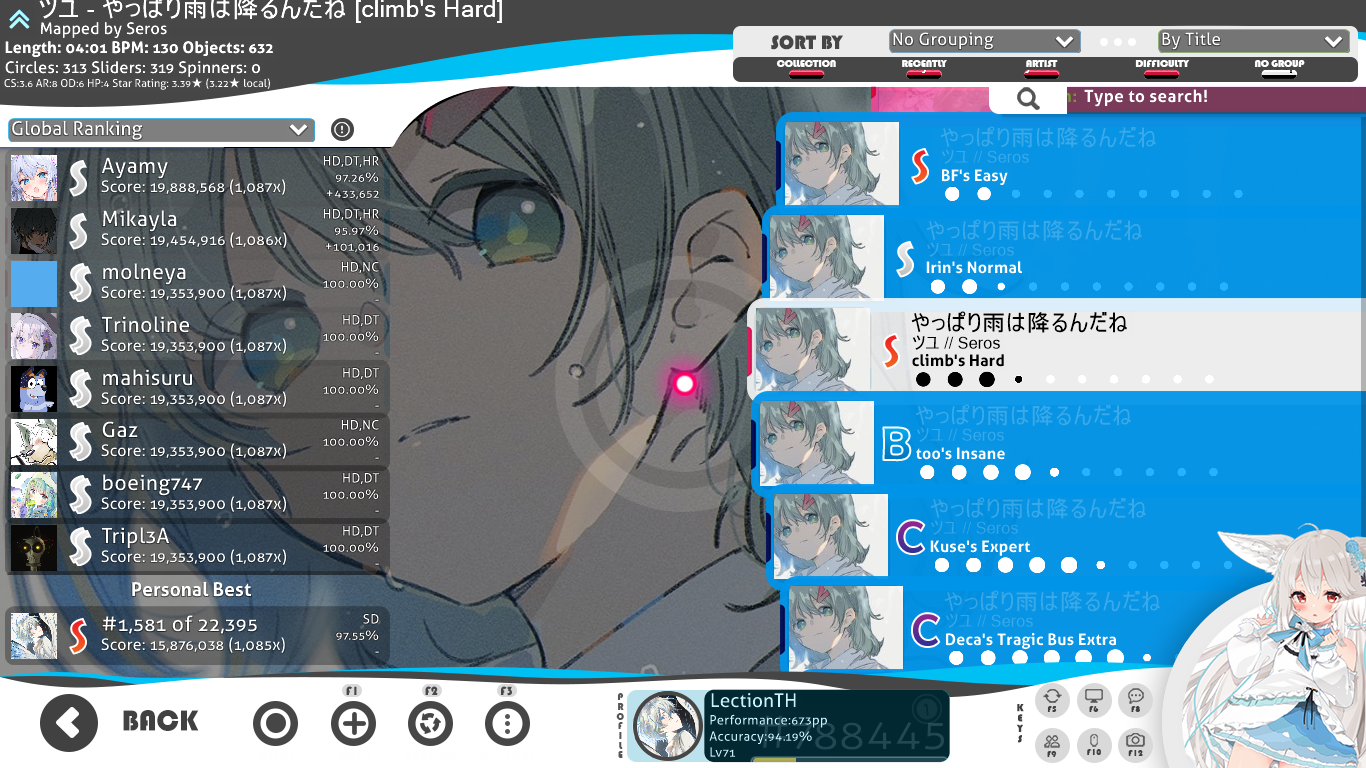 ツユ - やっぱり雨は降るんだね [climb's Hard]
Mapped by Seros
Length: 04:01 BPM: 130 Objects: 632
Circles: 313 Sliders: 319 Spinners: 0
CS:3.6 AR:8 OD:6 HP:4 Star Rating: 3.39★ (3.22★ local)
SORT BY
No Grouping
By Title
COLLECTION
RECENTLY
ARTIST
DIFFICULTY
NO GROUP
Type to search!
Global Ranking
Ayamy
Score: 19,888,568 (1,087x)
HD,DT,HR
97.26%
+433,652
Mikayla
Score: 19,454,916 (1,086x)
HD,DT,HR
95.97%
+101,016
molneya
Score: 19,353,900 (1,087x)
HD,NC
100.00%
-
Trinoline
Score: 19,353,900 (1,087x)
HD,DT
100.00%
-
mahisuru
Score: 19,353,900 (1,087x)
HD,DT
100.00%
-
Gaz
Score: 19,353,900 (1,087x)
HD,NC
100.00%
-
boeing747
Score: 19,353,900 (1,087x)
HD,DT
100.00%
-
Tripl3A
Score: 19,353,900 (1,087x)
HD,DT
100.00%
-
Personal Best
#1,581 of 22,395
Score: 15,876,038 (1,085x)
SD
97.55%
-
S
やっぱり雨は降るんだね
ツユ // Seros
BF's Easy
S
やっぱり雨は降るんだね
ツユ // Seros
Irin's Normal
S
やっぱり雨は降るんだね
ツユ // Seros
climb's Hard
B
やっぱり雨は降るんだね
ツユ // Seros
too's Insane
C
やっぱり雨は降るんだね
ツユ // Seros
Kuse's Expert
C
やっぱり雨は降るんだね
ツユ // Seros
Deca's Tragic Bus Extra
BACK
F1
F2
F3
PROFILE
LectionTH
Performance:673pp
Accuracy:94.19%
Lv71
KEYS
F5
F6
F8
F9
F10
F12